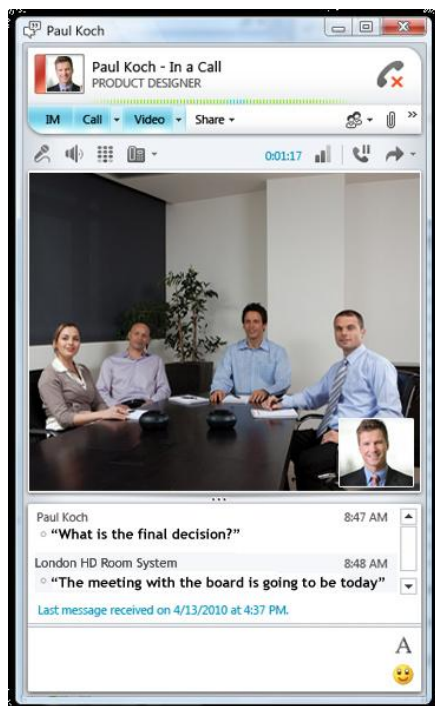 Paul Koch
Paul Koch - In a Call
PRODUCT DESIGNER
IM Call Video Share
0:01:17
Paul Koch 8:47 AM
“What is the final decision?”
London HD Room System 8:48 AM
“The meeting with the board is going to be today”
Last message received on 4/13/2010 at 4:37 PM.
A